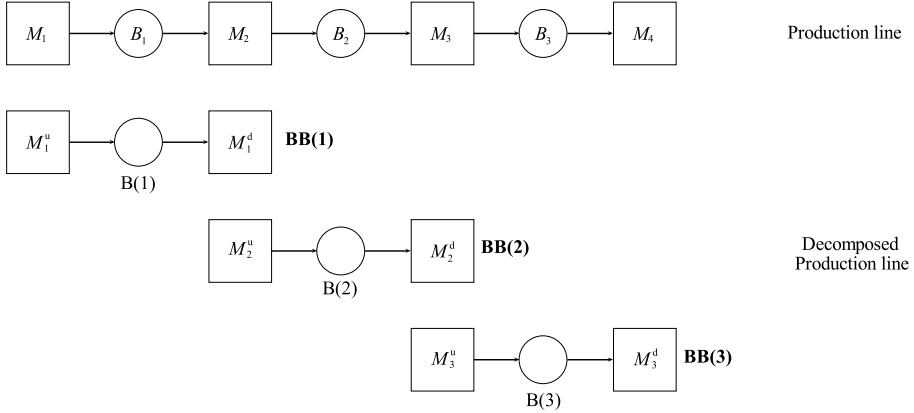 M₁ B₁ M₂ B₂ M₃ B₃ M₄ Production line
M₁ᵘ M₁ᵈ BB(1)
B(1)
M₂ᵘ M₂ᵈ BB(2)
B(2)
Decomposed
Production line
M₃ᵘ M₃ᵈ BB(3)
B(3)